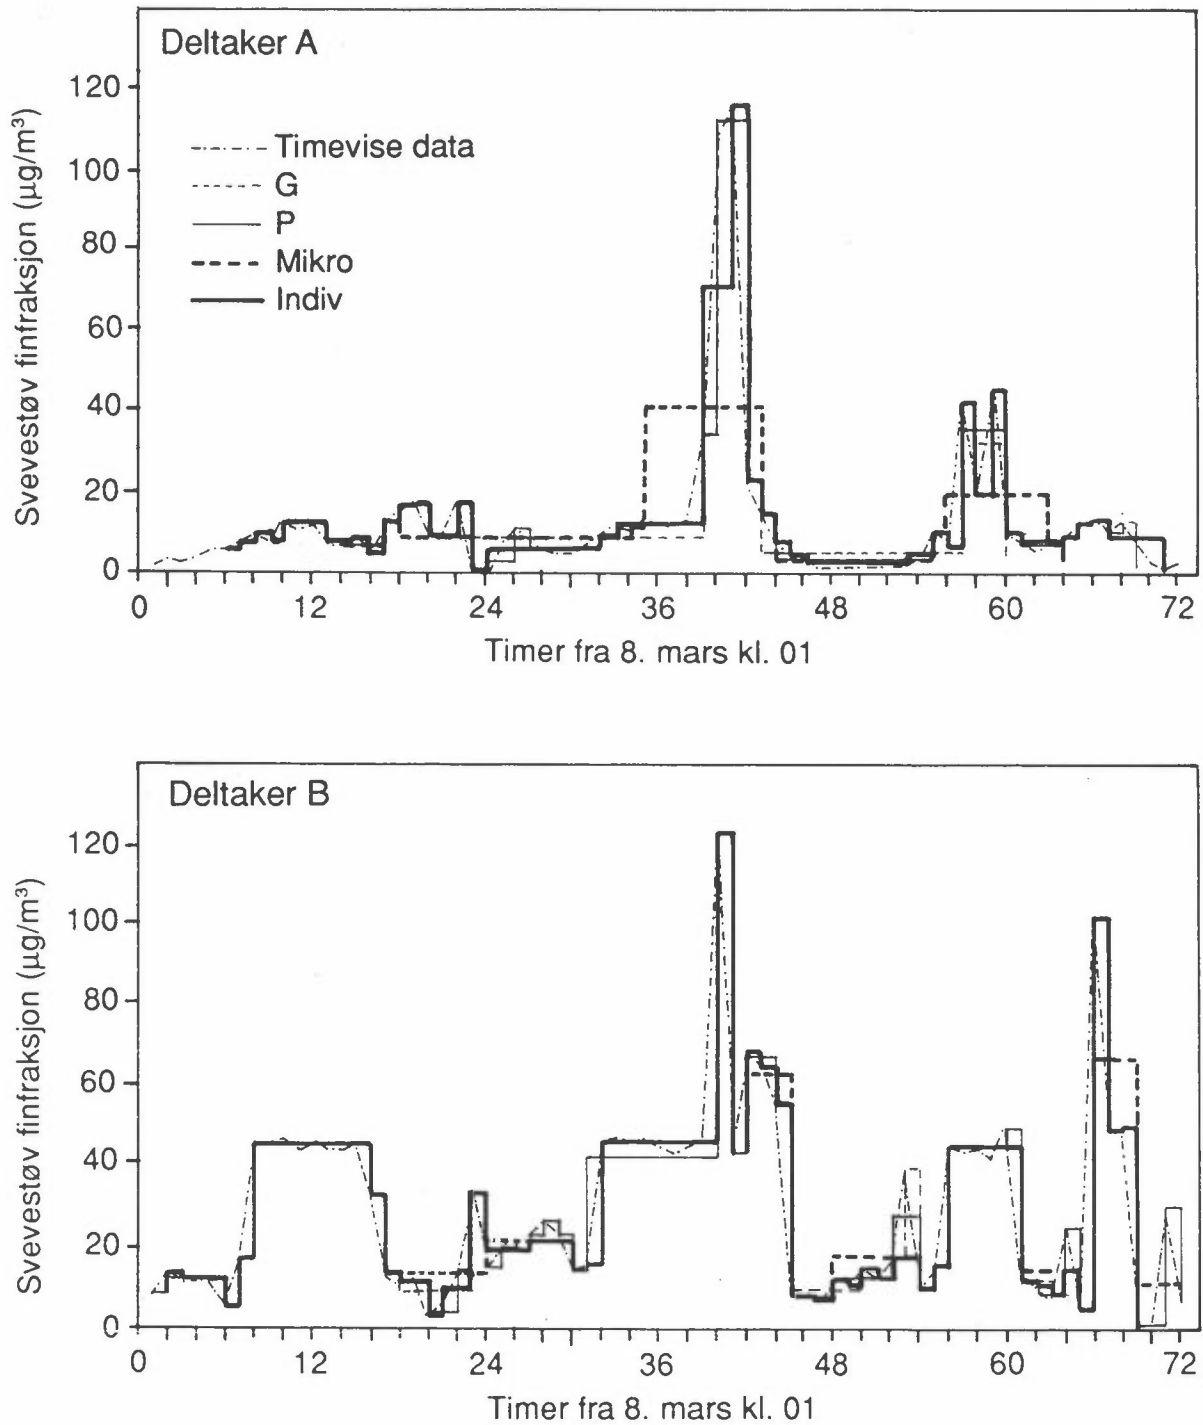 Deltaker A
Svevestøv finfraksjon (µg/m³)
120
100
80
60
40
20
0
Timevise data
G
P
Mikro
Indiv
0 12 24 36 48 60 72
Timer fra 8. mars kl. 01
Deltaker B
Svevestøv finfraksjon (µg/m³)
120
100
80
60
40
20
0
0 12 24 36 48 60 72
Timer fra 8. mars kl. 01